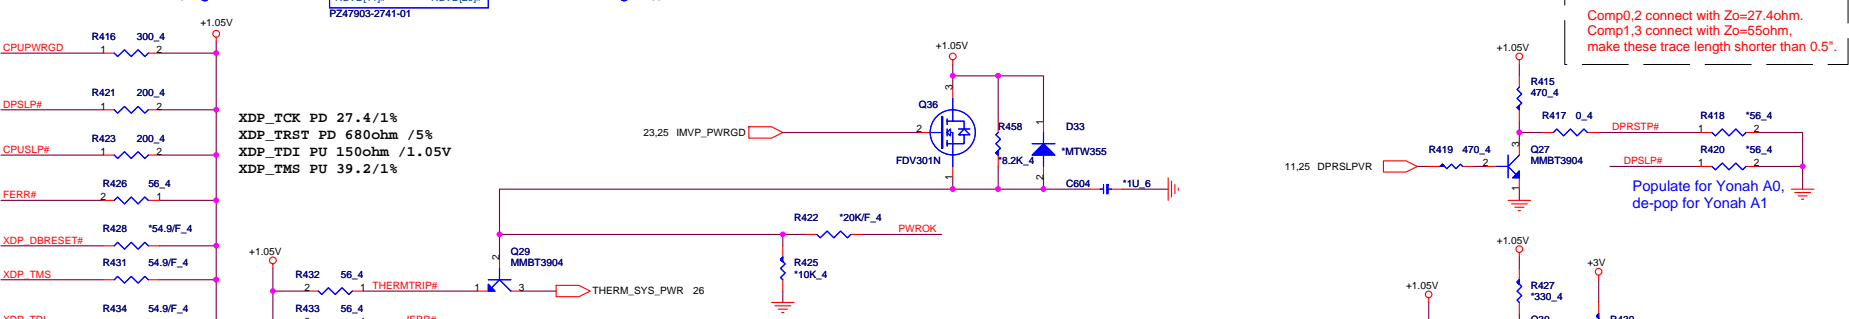 PZ47903-2741-01
+1.05V
R416 300_4
CPUPWRGD
1 2
R421 200_4
DPSLP#
1 2
R423 200_4
CPUSLP#
1 2
R426 56_4
FERR#
2 1
R428 *54.9/F_4
XDP_DBRESET#
R431 54.9/F_4
XDP_TMS
R434 54.9/F_4
XDP_TCK PD 27.4/1%
XDP_TRST PD 680ohm /5%
XDP_TDI PU 150ohm /1.05V
XDP_TMS PU 39.2/1%
+1.05V
R432 56_4
2 1
THERMTRIP#
R433 56_4
2
Q29
MMBT3904
1 3
THERM_SYS_PWR 26
+1.05V
3
Q36
23,25 IMVP_PWRGD
2
FDV301N
1
R458
*8.2K_4
1
D33
*MTW355
2
C604 *1U_6
R422 *20K/F_4
PWROK
R425
*10K_4
Comp0,2 connect with Zo=27.4ohm.
Comp1,3 connect with Zo=55ohm,
make these trace length shorter than 0.5".
+1.05V
R415
470_4
R417 0_4
DPRSTP#
R418 *56_4
1 2
3
Q27
MMBT3904
11,25 DPRSLPVR
R419 470_4
2
1
DPSLP#
R420 *56_4
1 2
Populate for Yonah A0,
de-pop for Yonah A1
+1.05V
R427
*330_4
+3V
+1.05V